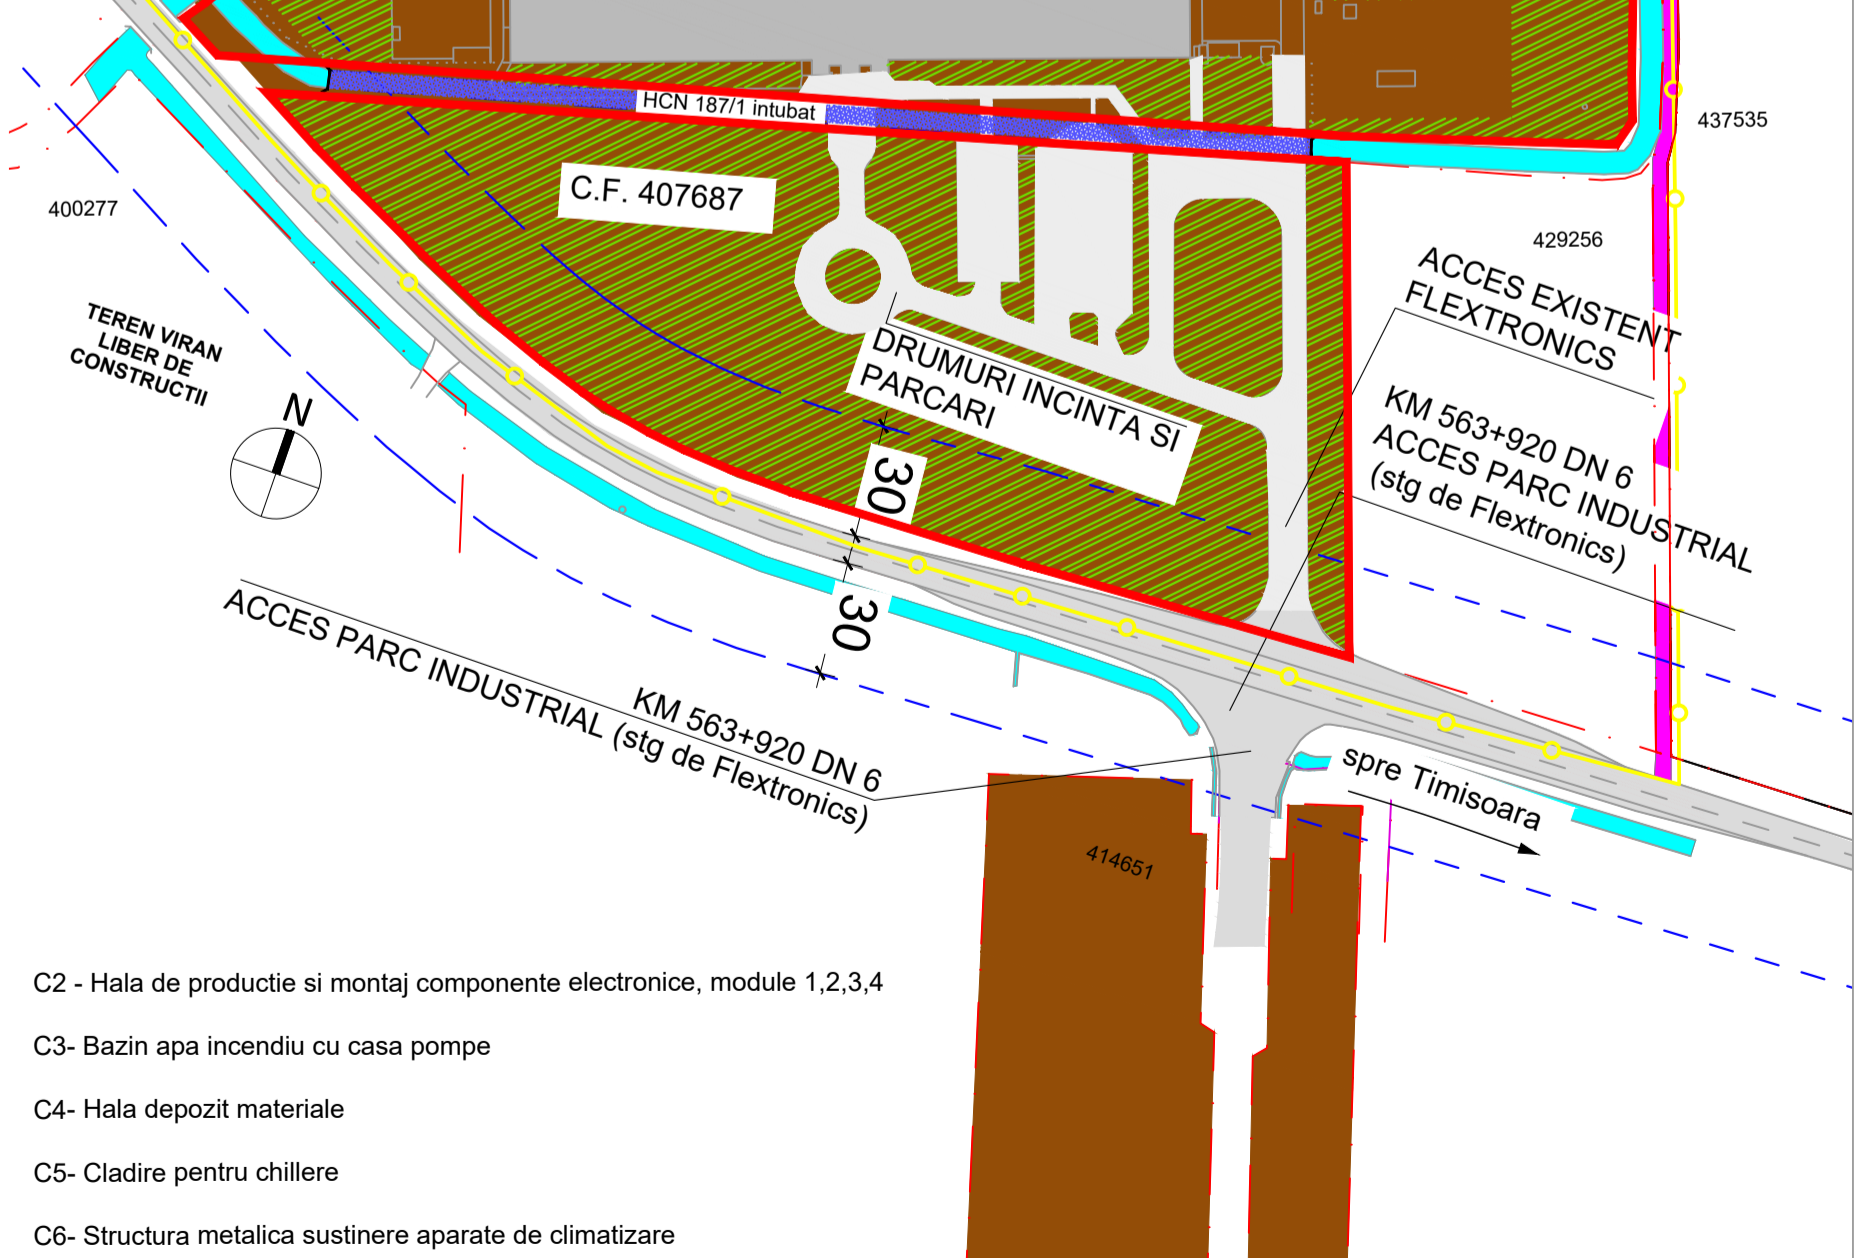 HCN 187/1 intubat
437535
C.F. 407687
400277
429256
ACCES EXISTENT
FLEXTRONICS
TEREN VIRAN
LIBER DE
CONSTRUCTII
N
DRUMURI INCINTA SI
PARCARI
KM 563+920 DN 6
ACCES PARC INDUSTRIAL
(stg de Flextronics)
30
30
KM 563+920 DN 6
ACCES PARC INDUSTRIAL (stg de Flextronics)
spre Timisoara
414651
C2 - Hala de productie si montaj componente electronice, module 1,2,3,4
C3- Bazin apa incendiu cu casa pompe
C4- Hala depozit materiale
C5- Cladire pentru chillere
C6- Structura metalica sustinere aparate de climatizare